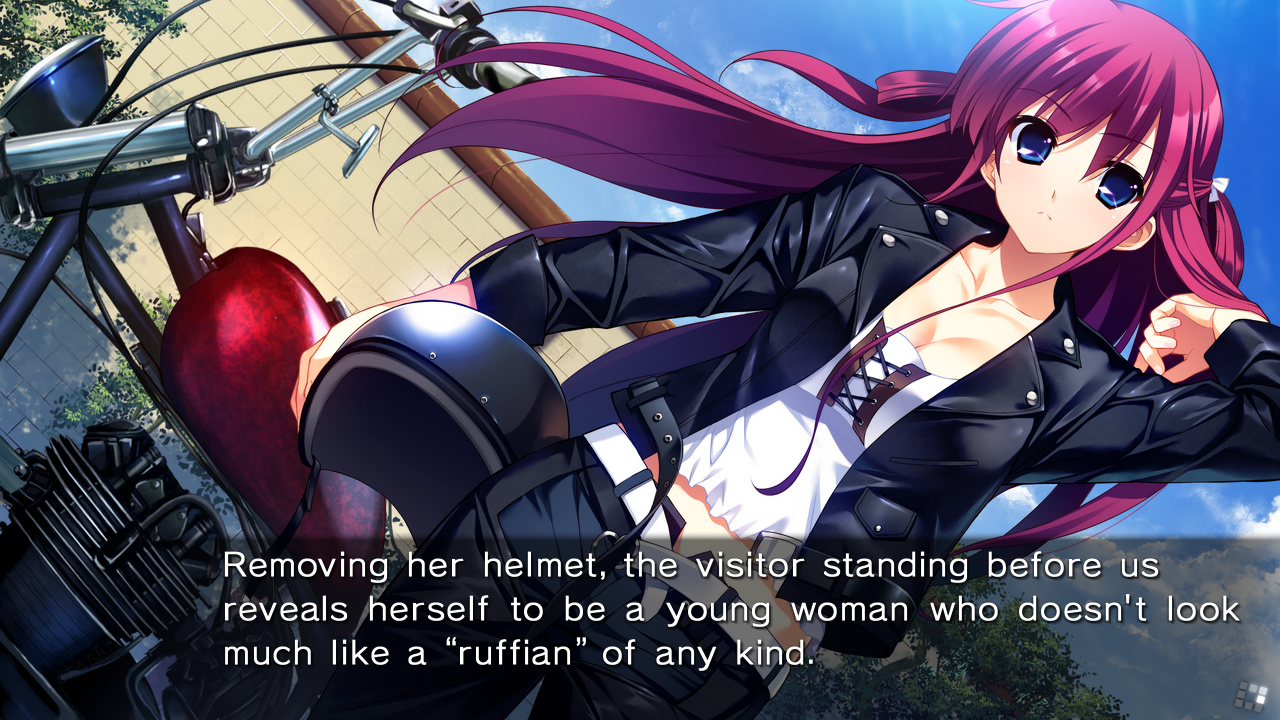 Removing her helmet, the visitor standing before us
reveals herself to be a young woman who doesn't look
much like a “ruffian” of any kind.